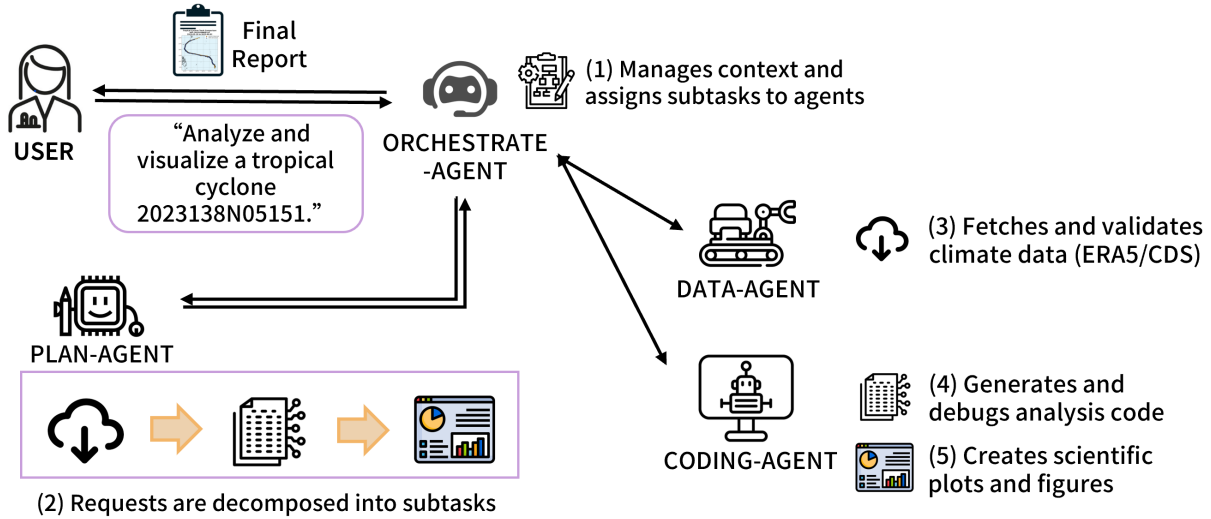 Final
Report
(1) Manages context and
assigns subtasks to agents
USER
“Analyze and
visualize a tropical
cyclone
2023138N05151.”
ORCHESTRATE
-AGENT
(3) Fetches and validates
climate data (ERA5/CDS)
DATA-AGENT
PLAN-AGENT
(4) Generates and
debugs analysis code
CODING-AGENT
(5) Creates scientific
plots and figures
(2) Requests are decomposed into subtasks